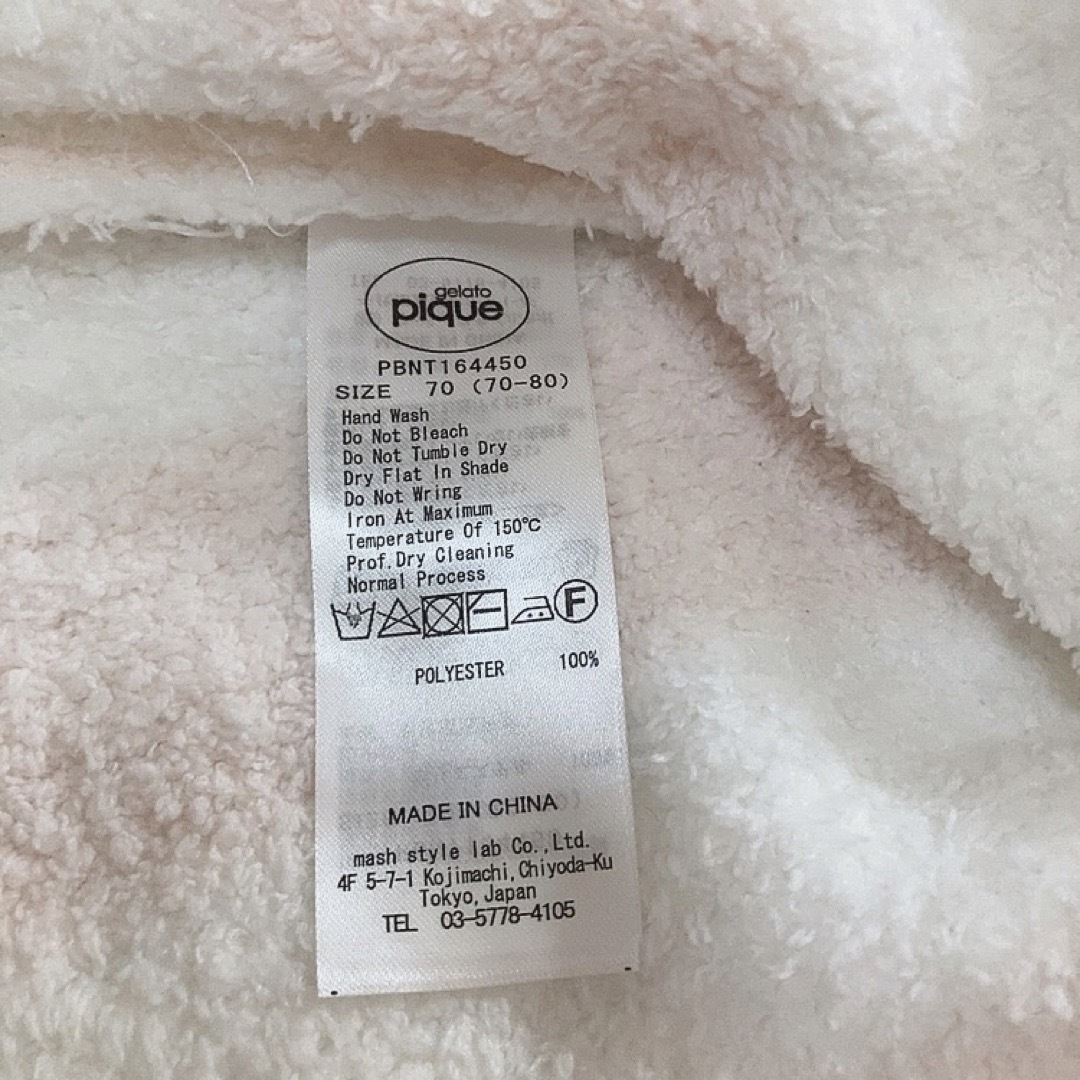 gelato
pique
PBNT164450
SIZE 70 (70-80)
Hand Wash
Do Not Bleach
Do Not Tumble Dry
Dry Flat In Shade
Do Not Wring
Iron At Maximum
Temperature Of 150℃
Prof.Dry Cleaning
Normal Process
F
POLYESTER 100%
MADE IN CHINA
mash style lab Co.,Ltd.
4F 5-7-1 Kojimachi,Chiyoda-Ku
Tokyo,Japan
TEL 03-5778-4105